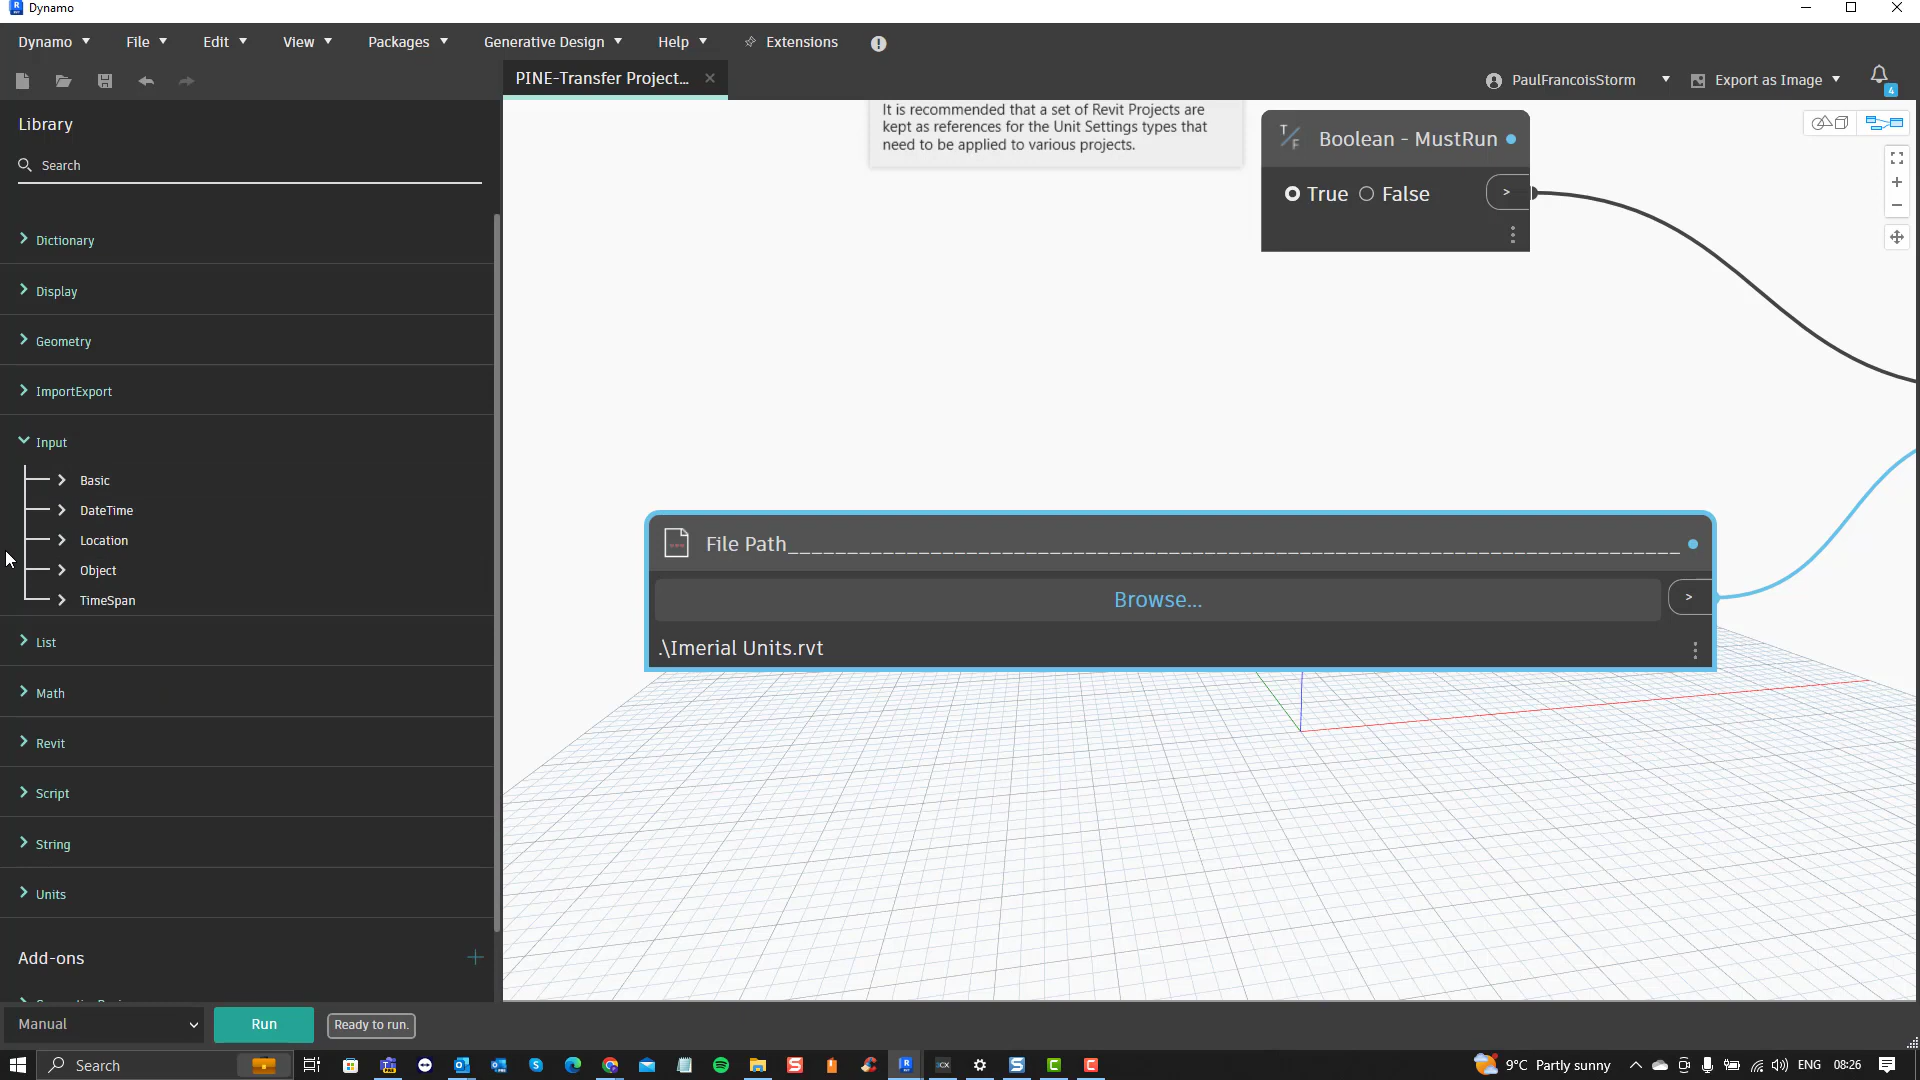 Dynamo
Dynamo File Edit View Packages Generative Design Help Extensions
PINE-Transfer Project...
PaulFrancoisStorm Export as Image
4
Library
Search
Dictionary
Display
Geometry
ImportExport
Input
Basic
DateTime
Location
Object
TimeSpan
List
Math
Revit
Script
String
Units
Add-ons
It is recommended that a set of Revit Projects are
kept as references for the Unit Settings types that
need to be applied to various projects.
Boolean - MustRun
True False >
File Path____________________________________________________________________________
Browse... >
.\Imerial Units.rvt
Manual Run Ready to run.
Search
9°C Partly sunny ENG 08:26